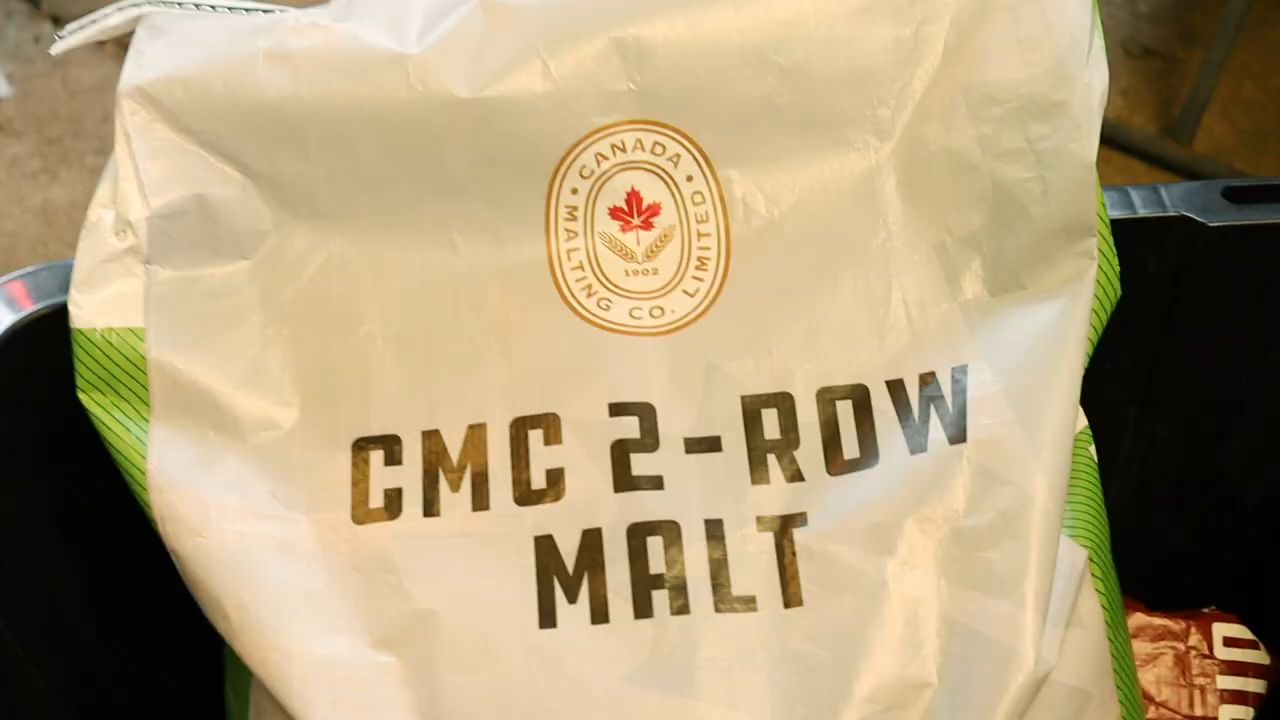 CANADA
MALTING CO. LIMITED
1902
CMC 2-ROW
MALT